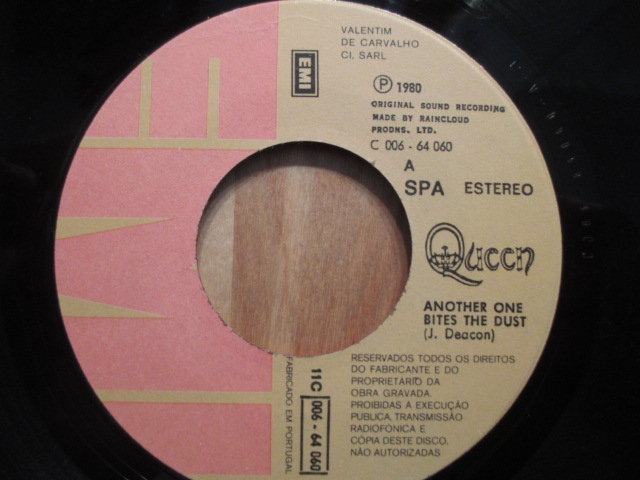 VALENTIM
DE CARVALHO
CI. SARL
EMI
Ⓟ 1980
ORIGINAL SOUND RECORDING
MADE BY RAINCLOUD
PRODNS. LTD.
C 006 - 64 060
A
SPA ESTEREO
Queen
ANOTHER ONE
BITES THE DUST
(J. Deacon)
RESERVADOS TODOS OS DIREITOS
DO FABRICANTE E DO
PROPRIETÁRIO DA
OBRA GRAVADA.
PROIBIDAS A EXECUÇÃO
PÚBLICA, TRANSMISSÃO
RADIOFÓNICA E
CÓPIA DESTE DISCO,
NÃO AUTORIZADAS
11C 006 - 64 060
FABRICADO EM PORTUGAL